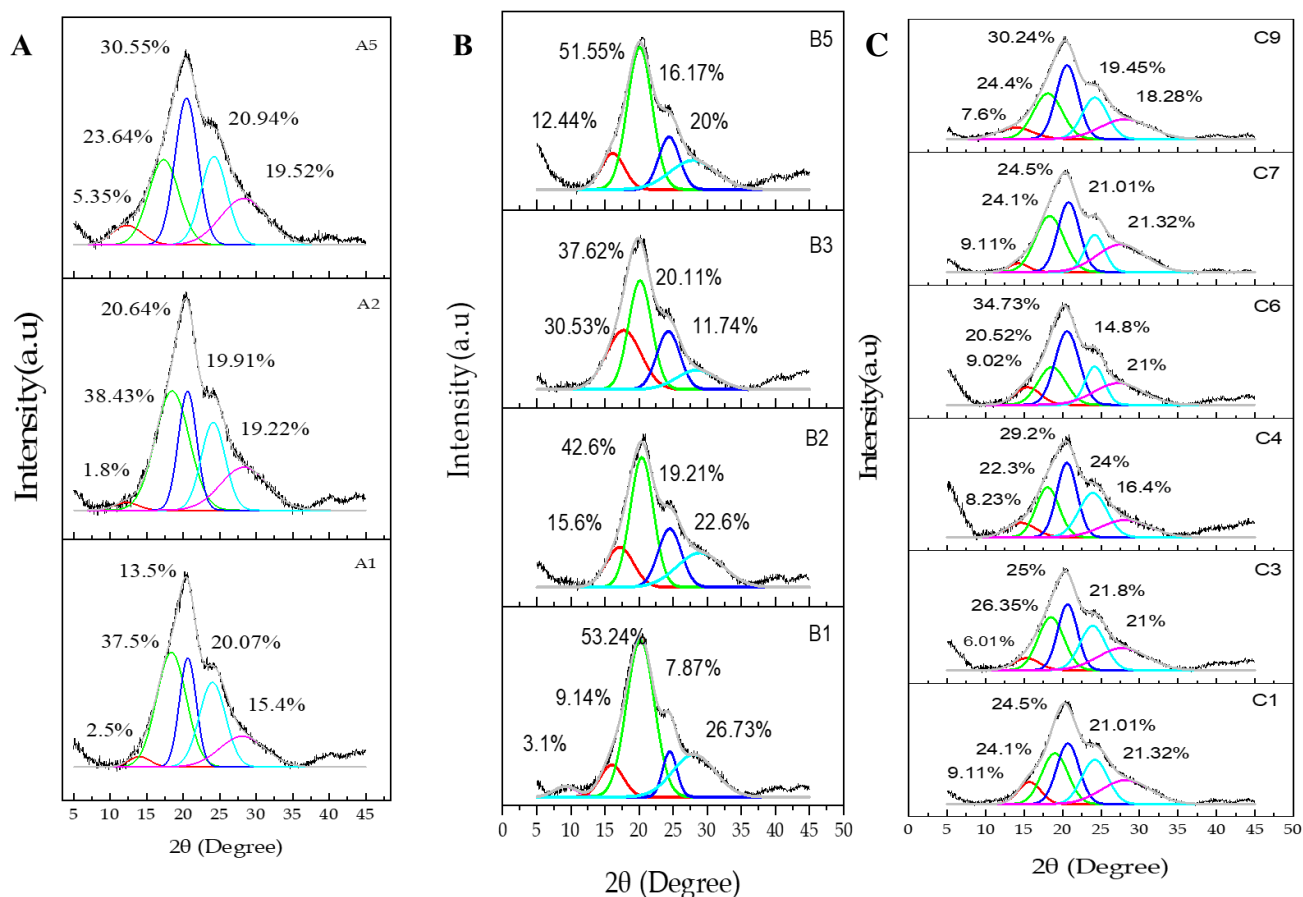 A
Intensity(a.u)
A5
30.55%
23.64%
20.94%
5.35%
19.52%
A2
20.64%
19.91%
38.43%
19.22%
1.8%
A1
13.5%
37.5%
20.07%
2.5%
15.4%
5 10 15 20 25 30 35 40 45
2θ (Degree)
B
Intensity (a.u)
B5
51.55%
16.17%
12.44%
20%
B3
37.62%
20.11%
30.53%
11.74%
B2
42.6%
19.21%
15.6%
22.6%
B1
53.24%
7.87%
9.14%
26.73%
3.1%
0 5 10 15 20 25 30 35 40 45 50
2θ (Degree)
C
Intensity(a.u)
C9
30.24%
19.45%
24.4%
18.28%
7.6%
C7
24.5%
21.01%
24.1%
21.32%
9.11%
C6
34.73%
20.52%
14.8%
9.02%
21%
C4
29.2%
22.3%
24%
8.23%
16.4%
C3
25%
21.8%
26.35%
21%
6.01%
C1
24.5%
21.01%
24.1%
21.32%
9.11%
0 5 10 15 20 25 30 35 40 45 50
2θ (Degree)